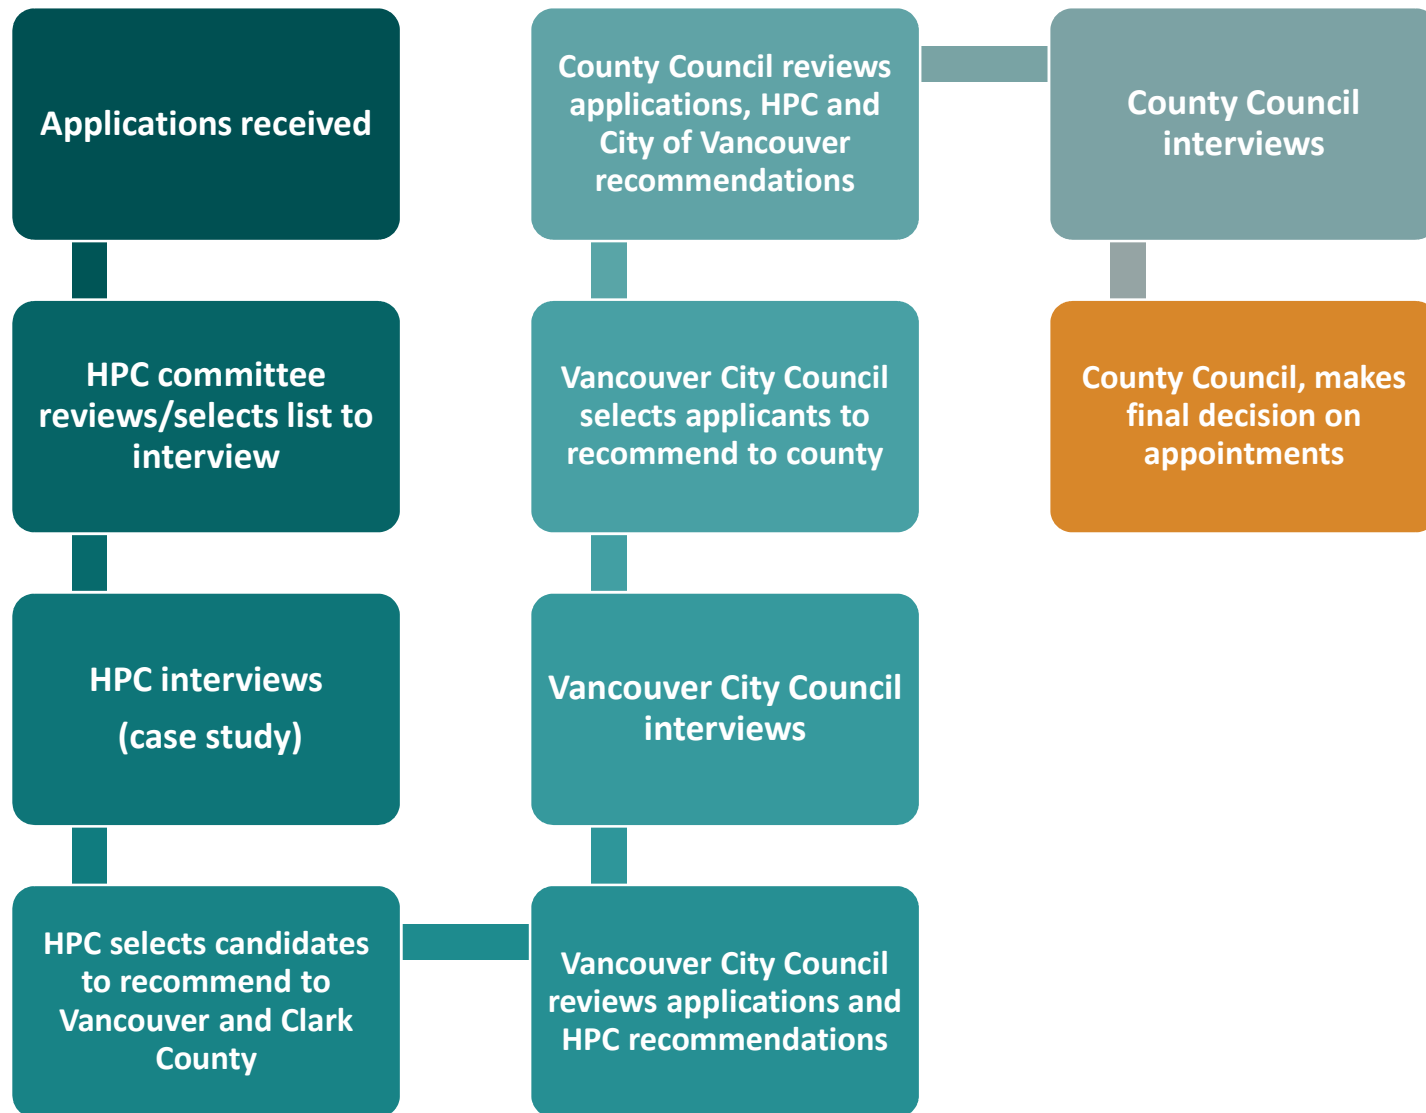 Applications received
HPC committee
reviews/selects list to
interview
HPC interviews
(case study)
HPC selects candidates
to recommend to
Vancouver and Clark
County
Vancouver City Council
reviews applications and
HPC recommendations
Vancouver City Council
interviews
Vancouver City Council
selects applicants to
recommend to county
County Council reviews
applications, HPC and
City of Vancouver
recommendations
County Council
interviews
County Council, makes
final decision on
appointments